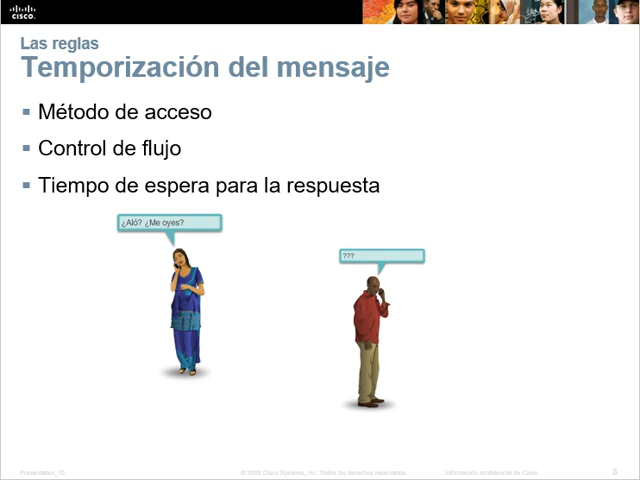 CISCO.
Las reglas
Temporización del mensaje
Método de acceso
Control de flujo
Tiempo de espera para la respuesta
¿Aló? ¿Me oyes?
???
Presentation_ID © 2008 Cisco Systems, Inc. Todos los derechos reservados. Información confidencial de Cisco 8